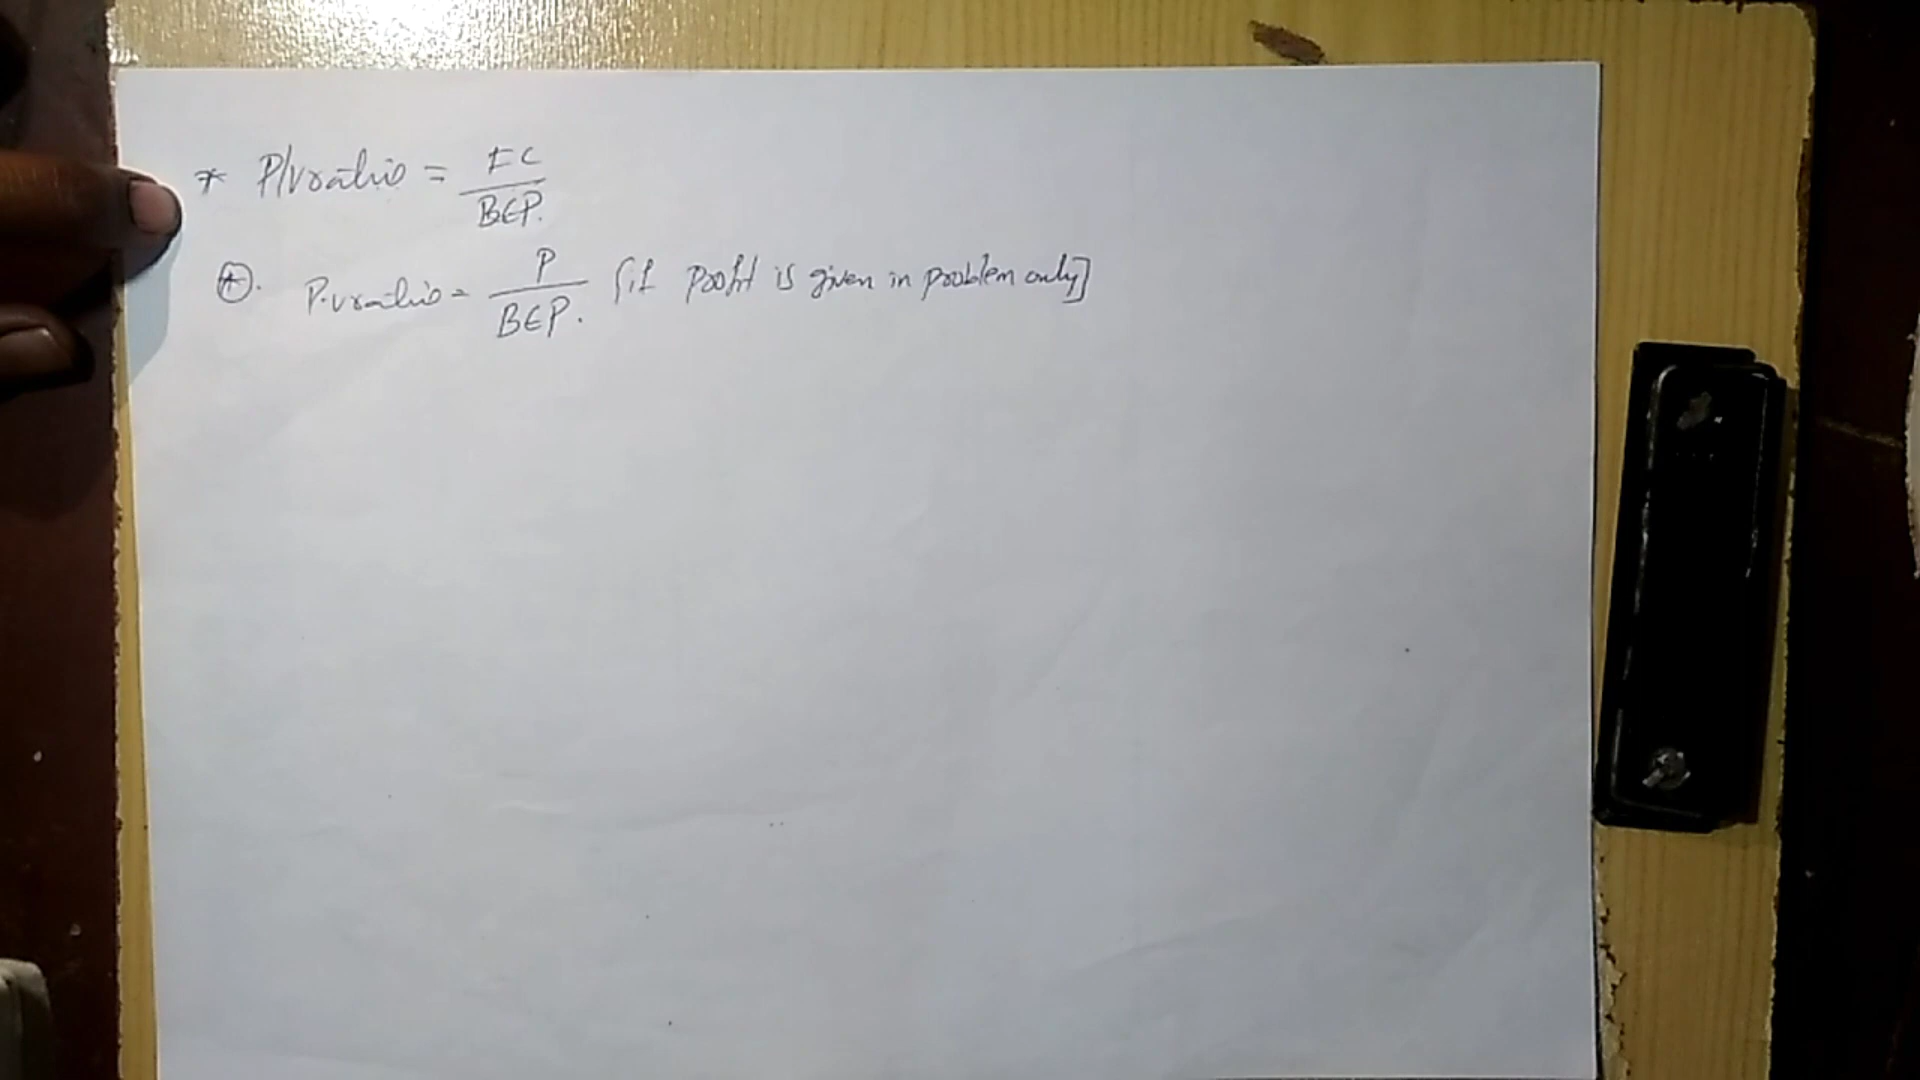 * P/V ratio = FC / BEP.
* P.V ratio = P / BEP. [if profit is given in problem only]